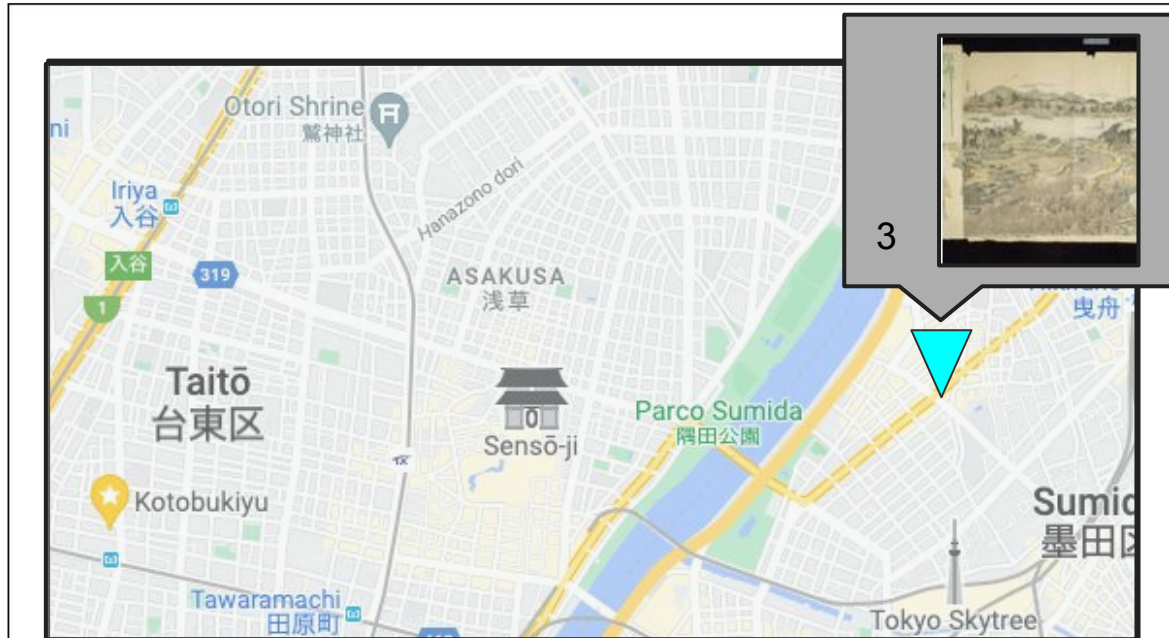 3
Otori Shrine
鷲神社
ni
Iriya
入谷
入谷
319
1
Hanazono dori
ASAKUSA
浅草
曳舟
Taitō
台東区
Sensō-ji
Parco Sumida
隅田公園
TX
Kotobukiyu
Sumid
墨田区
Tawaramachi
田原町
Tokyo Skytree